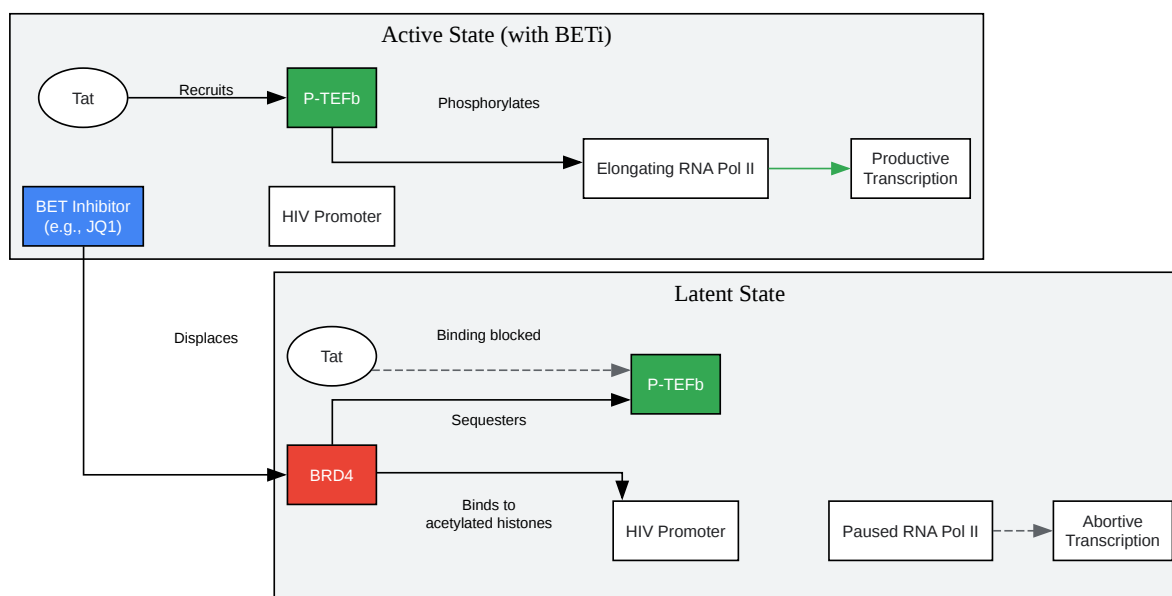 Active State (with BETi)
Tat
Recruits
P-TEFb
Phosphorylates
Elongating RNA Pol II
Productive
Transcription
BET Inhibitor
(e.g., JQ1)
HIV Promoter
Displaces
Latent State
Tat
Binding blocked
P-TEFb
Sequesters
BRD4
Binds to
acetylated histones
HIV Promoter
Paused RNA Pol II
Abortive
Transcription